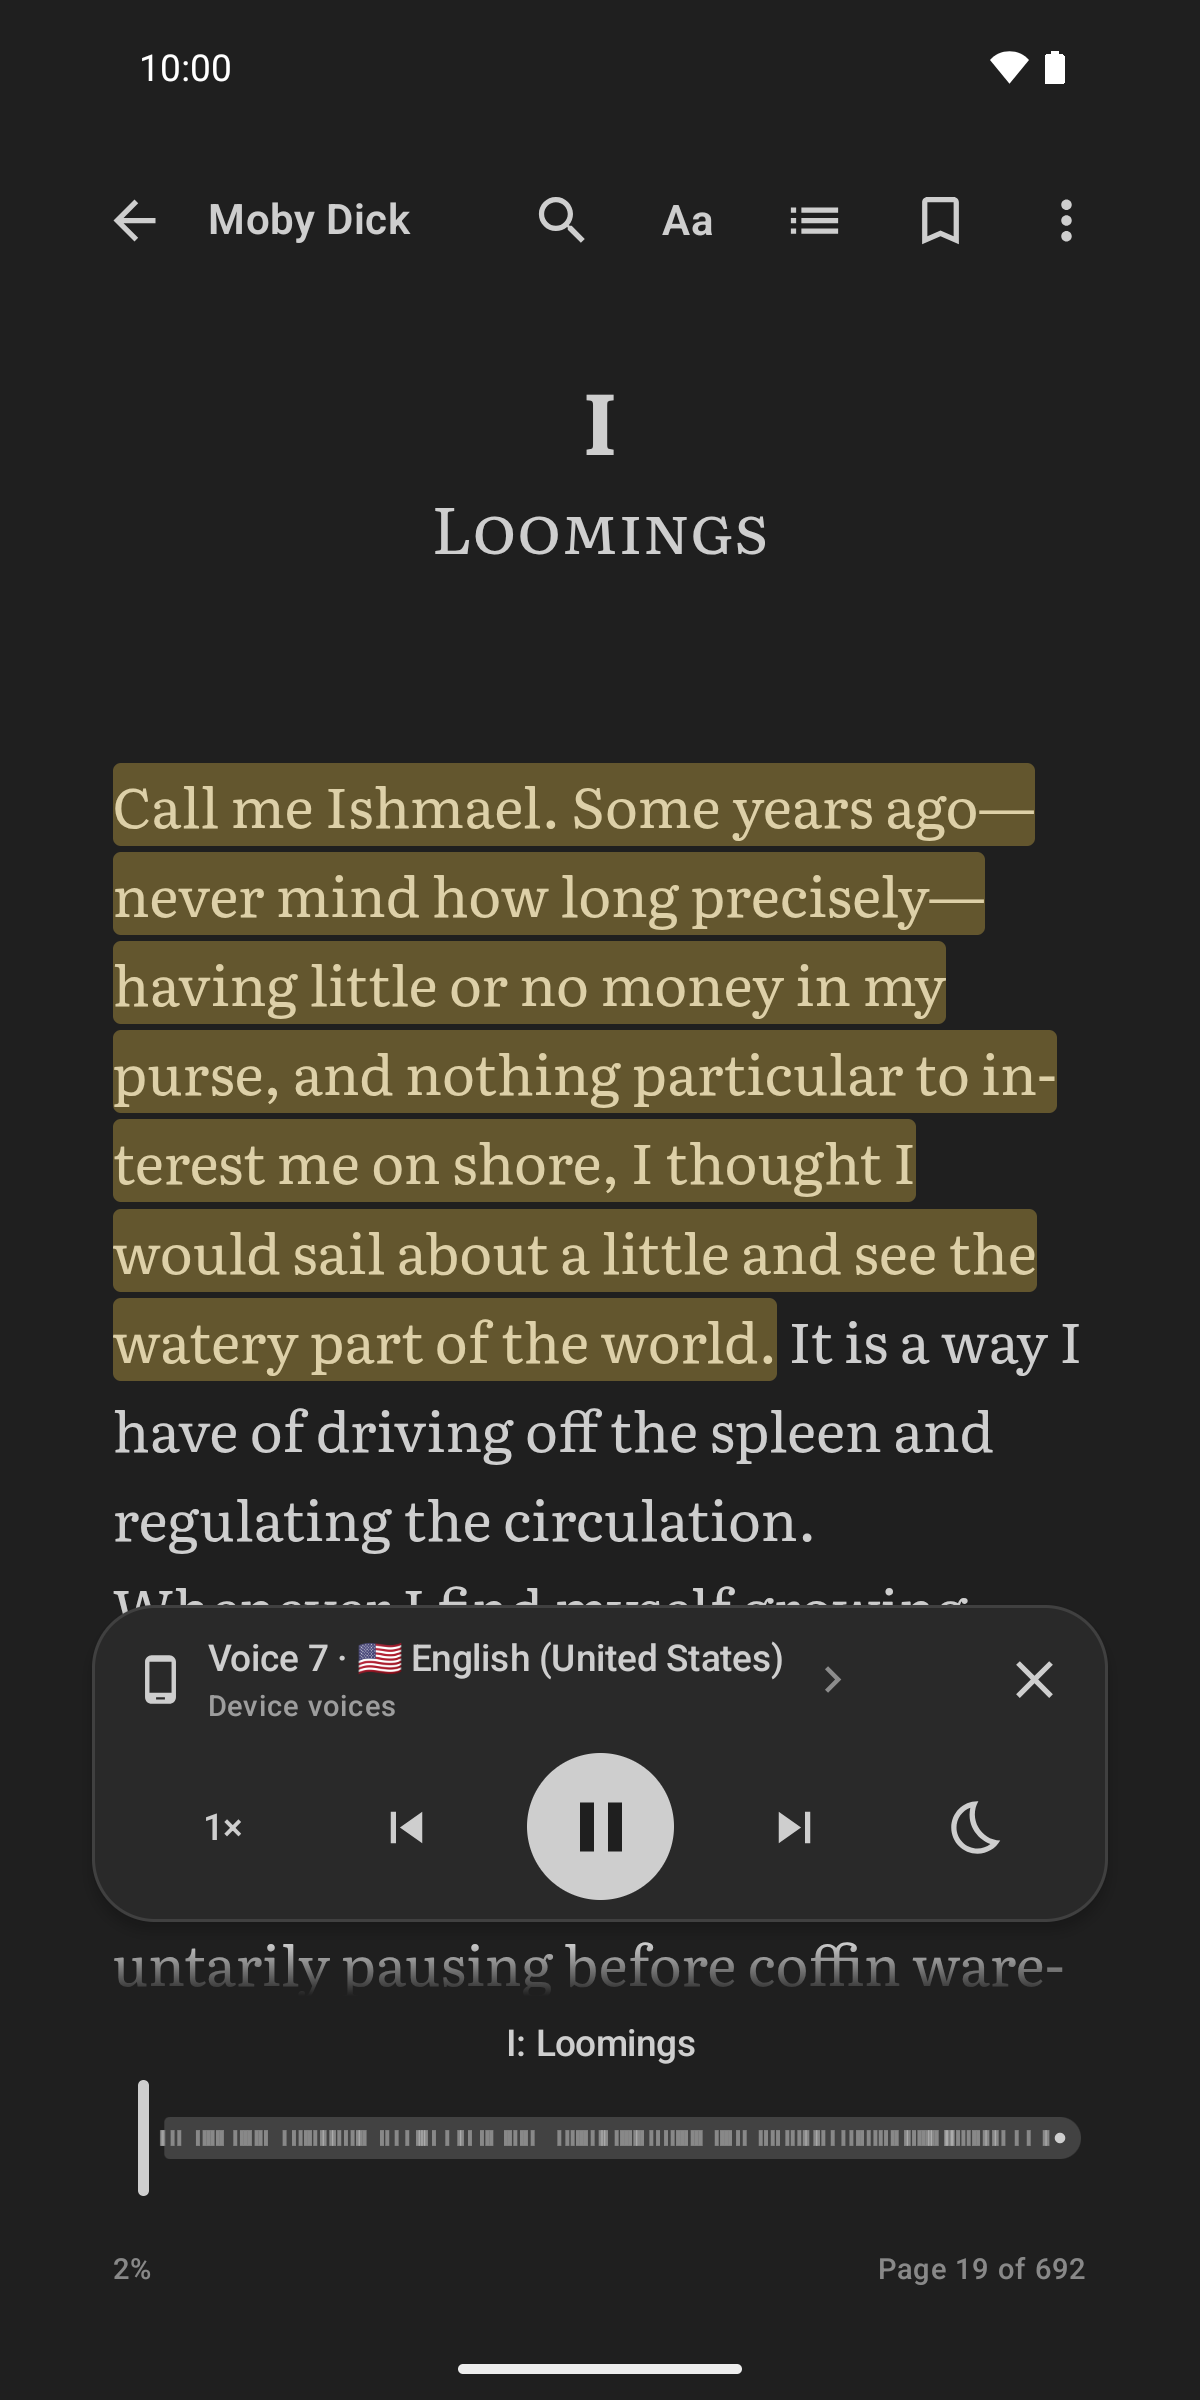 10:00
Moby Dick
Aa
I
Loomings
Call me Ishmael. Some years ago—
never mind how long precisely—
having little or no money in my
purse, and nothing particular to in-
terest me on shore, I thought I
would sail about a little and see the
watery part of the world. It is a way I
have of driving off the spleen and
regulating the circulation.
Whenever I find myself growing
Voice 7 · 🇺🇸 English (United States)
Device voices
1×
untarily pausing before coffin ware-
I: Loomings
2%
Page 19 of 692